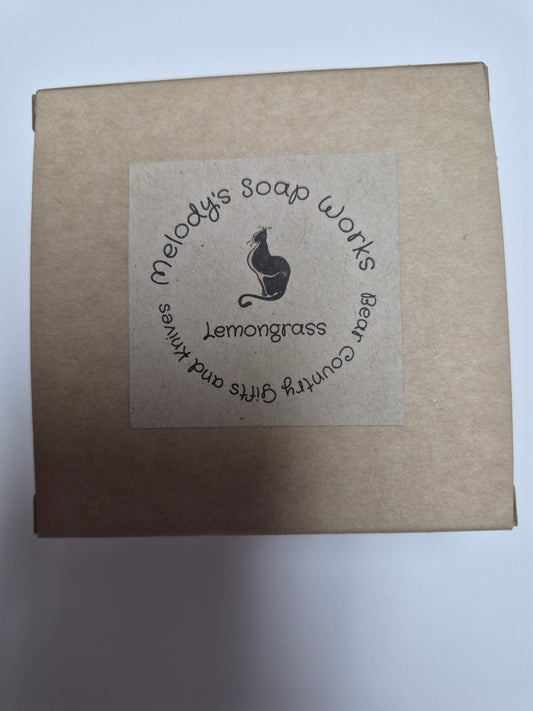 Melody's Soap Works
Lemongrass
Bear Country Gifts and Knives